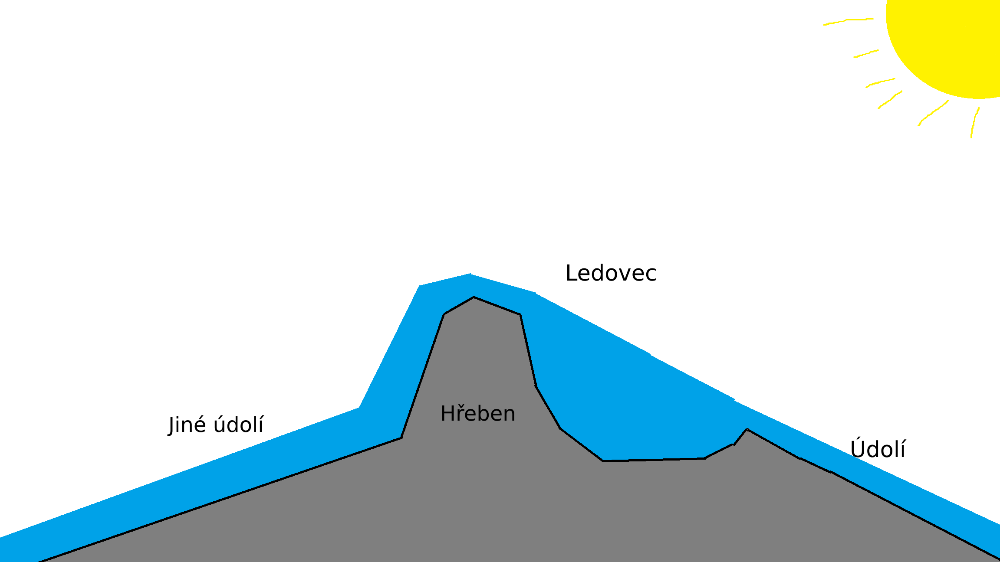 Ledovec
Hřeben
Jiné údolí
Údolí